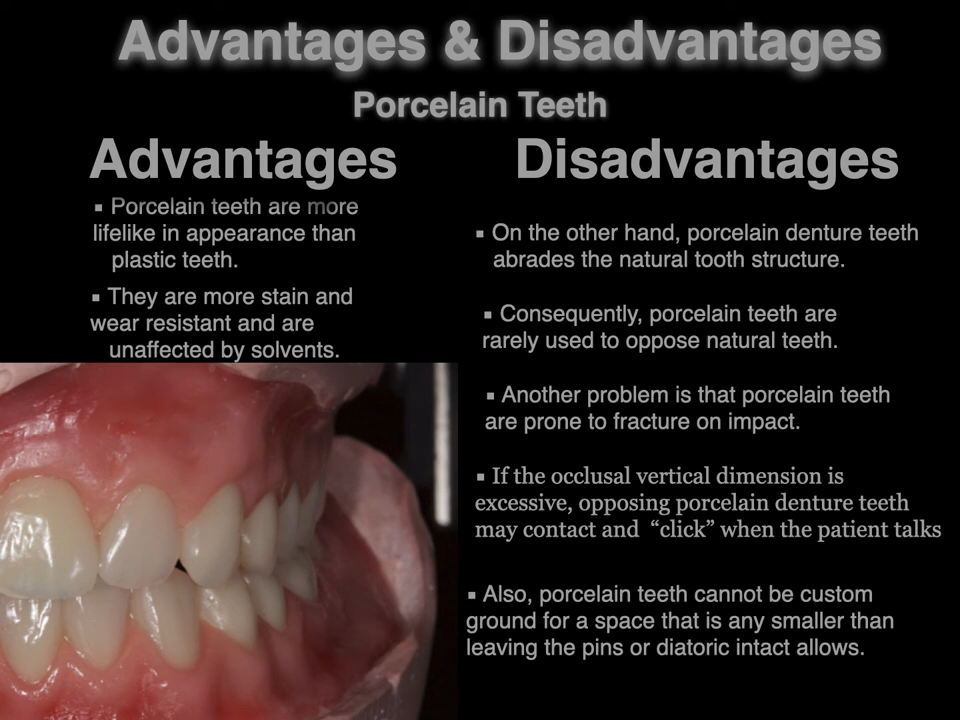 Advantages & Disadvantages
Porcelain Teeth
Advantages
▪ Porcelain teeth are more
lifelike in appearance than
plastic teeth.
▪ They are more stain and
wear resistant and are
unaffected by solvents.
Disadvantages
▪ On the other hand, porcelain denture teeth
abrades the natural tooth structure.
▪ Consequently, porcelain teeth are
rarely used to oppose natural teeth.
▪ Another problem is that porcelain teeth
are prone to fracture on impact.
▪ If the occlusal vertical dimension is
excessive, opposing porcelain denture teeth
may contact and “click” when the patient talks
▪ Also, porcelain teeth cannot be custom
ground for a space that is any smaller than
leaving the pins or diatoric intact allows.